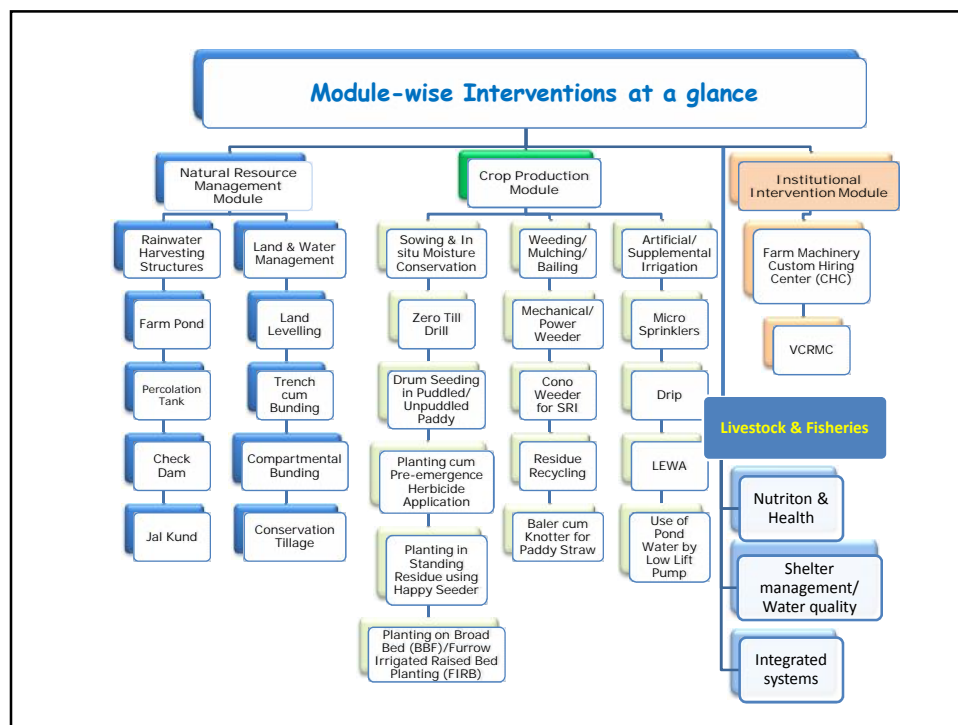 Module-wise Interventions at a glance
Natural Resource
Management
Module
Rainwater
Harvesting
Structures
Farm Pond
Percolation
Tank
Check
Dam
Jal Kund
Land & Water
Management
Land
Levelling
Trench
cum
Bunding
Compartmental
Bunding
Conservation
Tillage
Crop Production
Module
Sowing & In
situ Moisture
Conservation
Zero Till
Drill
Drum Seeding
in Puddled/
Unpuddled
Paddy
Planting cum
Pre-emergence
Herbicide
Application
Planting in
Standing
Residue using
Happy Seeder
Planting on Broad
Bed (BBF)/Furrow
Irrigated Raised Bed
Planting (FIRB)
Weeding/
Mulching/
Bailing
Mechanical/
Power
Weeder
Cono
Weeder
for SRI
Residue
Recycling
Baler cum
Knotter for
Paddy Straw
Artificial/
Supplemental
Irrigation
Micro
Sprinklers
Drip
LEWA
Use of
Pond
Water by
Low Lift
Pump
Institutional
Intervention Module
Farm Machinery
Custom Hiring
Center (CHC)
VCRMC
Livestock & Fisheries
Nutriton &
Health
Shelter
management/
Water quality
Integrated
systems